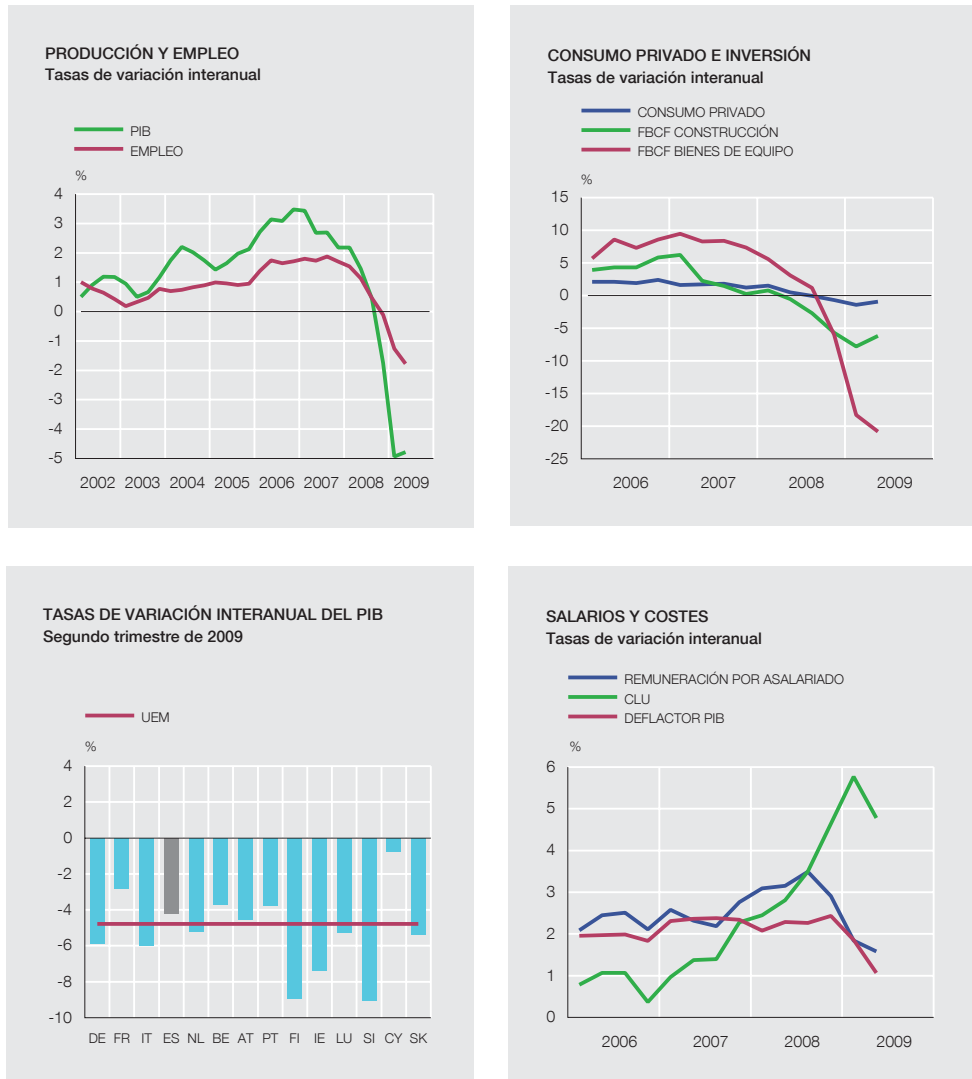 PRODUCCIÓN Y EMPLEO
Tasas de variación interanual
PIB
EMPLEO
%
4
3
2
1
0
-1
-2
-3
-4
-5
2002 2003 2004 2005 2006 2007 2008 2009
CONSUMO PRIVADO E INVERSIÓN
Tasas de variación interanual
CONSUMO PRIVADO
FBCF CONSTRUCCIÓN
FBCF BIENES DE EQUIPO
%
15
10
5
0
-5
-10
-15
-20
-25
2006 2007 2008 2009
TASAS DE VARIACIÓN INTERANUAL DEL PIB
Segundo trimestre de 2009
UEM
%
4
2
0
-2
-4
-6
-8
-10
DE FR IT ES NL BE AT PT FI IE LU SI CY SK
SALARIOS Y COSTES
Tasas de variación interanual
REMUNERACIÓN POR ASALARIADO
CLU
DEFLACTOR PIB
%
6
5
4
3
2
1
0
2006 2007 2008 2009